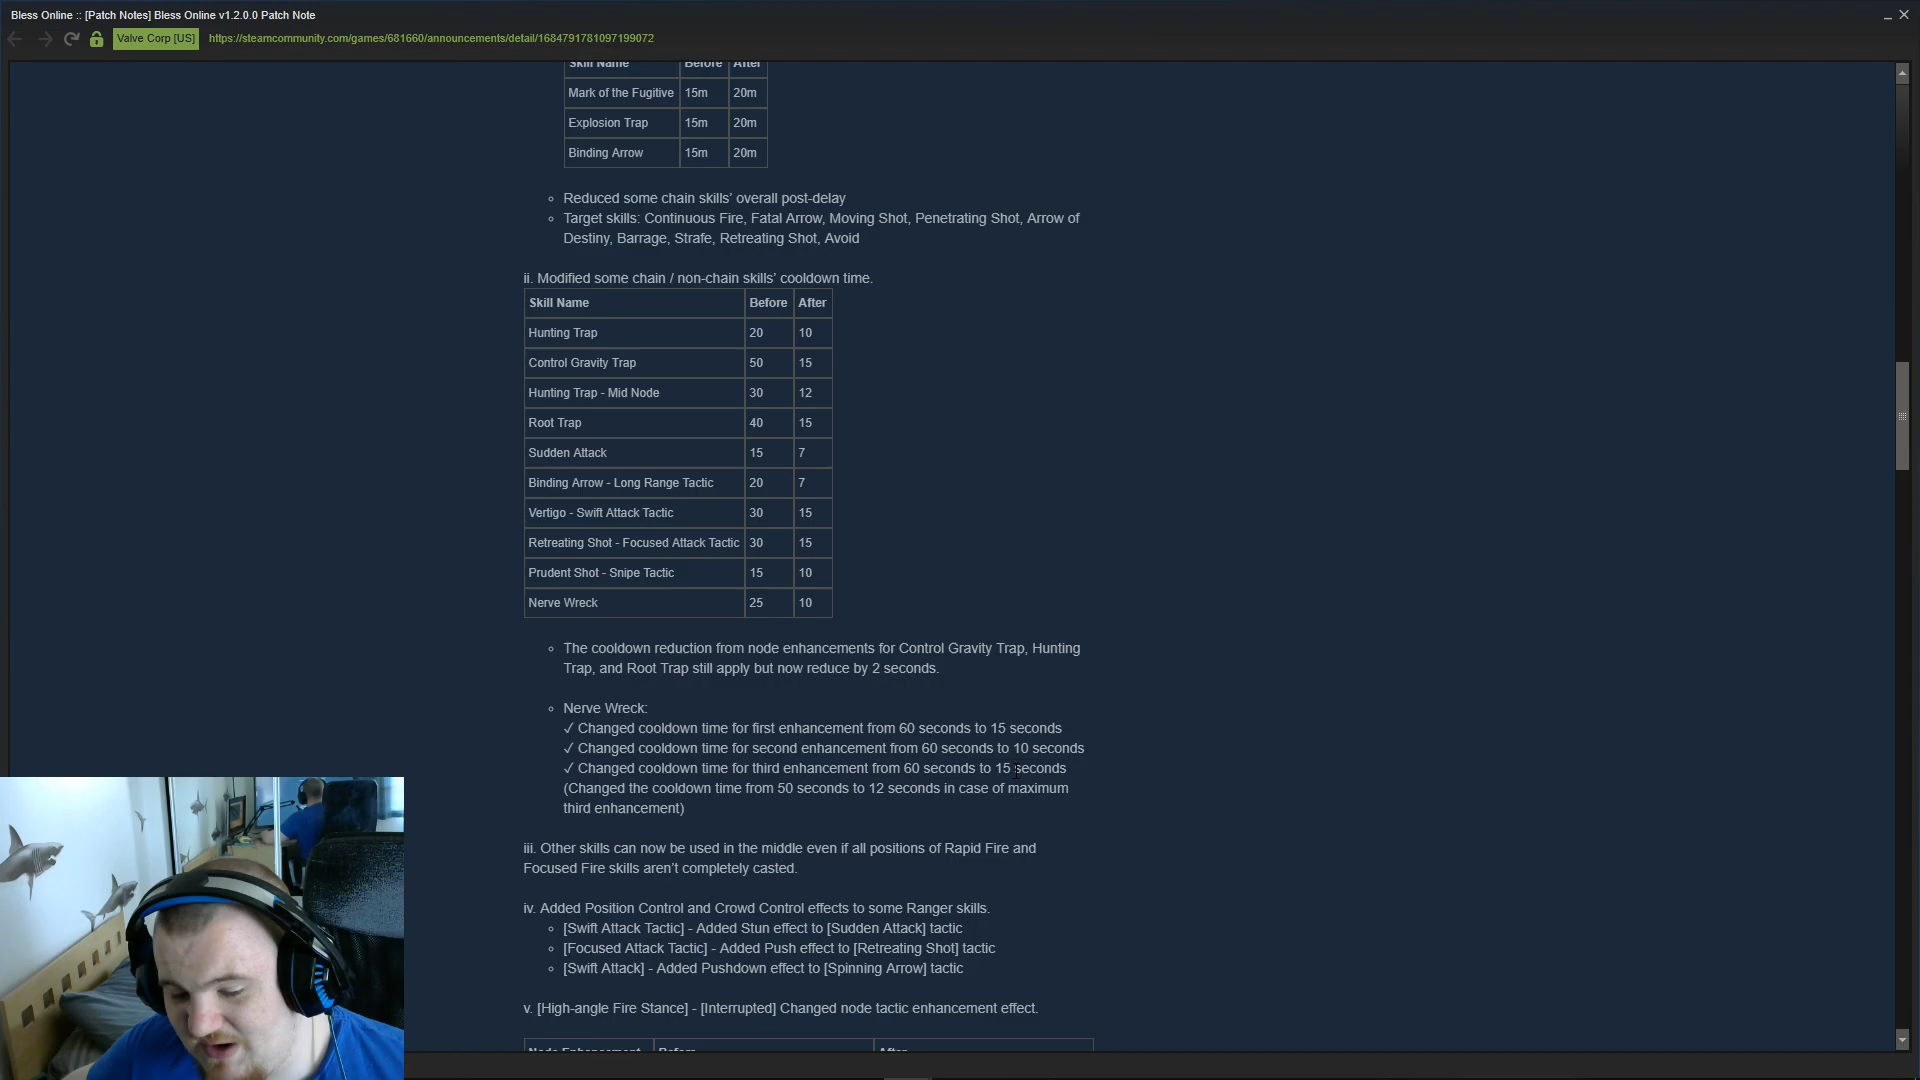 Bless Online :: [Patch Notes] Bless Online v1.2.0.0 Patch Note
Valve Corp [US] https://steamcommunity.com/games/681660/announcements/detail/1684791781097199072
Skill Name Before After
Mark of the Fugitive 15m 20m
Explosion Trap 15m 20m
Binding Arrow 15m 20m
Reduced some chain skills' overall post-delay
Target skills: Continuous Fire, Fatal Arrow, Moving Shot, Penetrating Shot, Arrow of
Destiny, Barrage, Strafe, Retreating Shot, Avoid
ii. Modified some chain / non-chain skills' cooldown time.
Skill Name Before After
Hunting Trap 20 10
Control Gravity Trap 50 15
Hunting Trap - Mid Node 30 12
Root Trap 40 15
Sudden Attack 15 7
Binding Arrow - Long Range Tactic 20 7
Vertigo - Swift Attack Tactic 30 15
Retreating Shot - Focused Attack Tactic 30 15
Prudent Shot - Snipe Tactic 15 10
Nerve Wreck 25 10
The cooldown reduction from node enhancements for Control Gravity Trap, Hunting
Trap, and Root Trap still apply but now reduce by 2 seconds.
Nerve Wreck:
✓ Changed cooldown time for first enhancement from 60 seconds to 15 seconds
✓ Changed cooldown time for second enhancement from 60 seconds to 10 seconds
✓ Changed cooldown time for third enhancement from 60 seconds to 15 seconds
(Changed the cooldown time from 50 seconds to 12 seconds in case of maximum
third enhancement)
iii. Other skills can now be used in the middle even if all positions of Rapid Fire and
Focused Fire skills aren't completely casted.
iv. Added Position Control and Crowd Control effects to some Ranger skills.
[Swift Attack Tactic] - Added Stun effect to [Sudden Attack] tactic
[Focused Attack Tactic] - Added Push effect to [Retreating Shot] tactic
[Swift Attack] - Added Pushdown effect to [Spinning Arrow] tactic
v. [High-angle Fire Stance] - [Interrupted] Changed node tactic enhancement effect.
Node Enhancement Before After